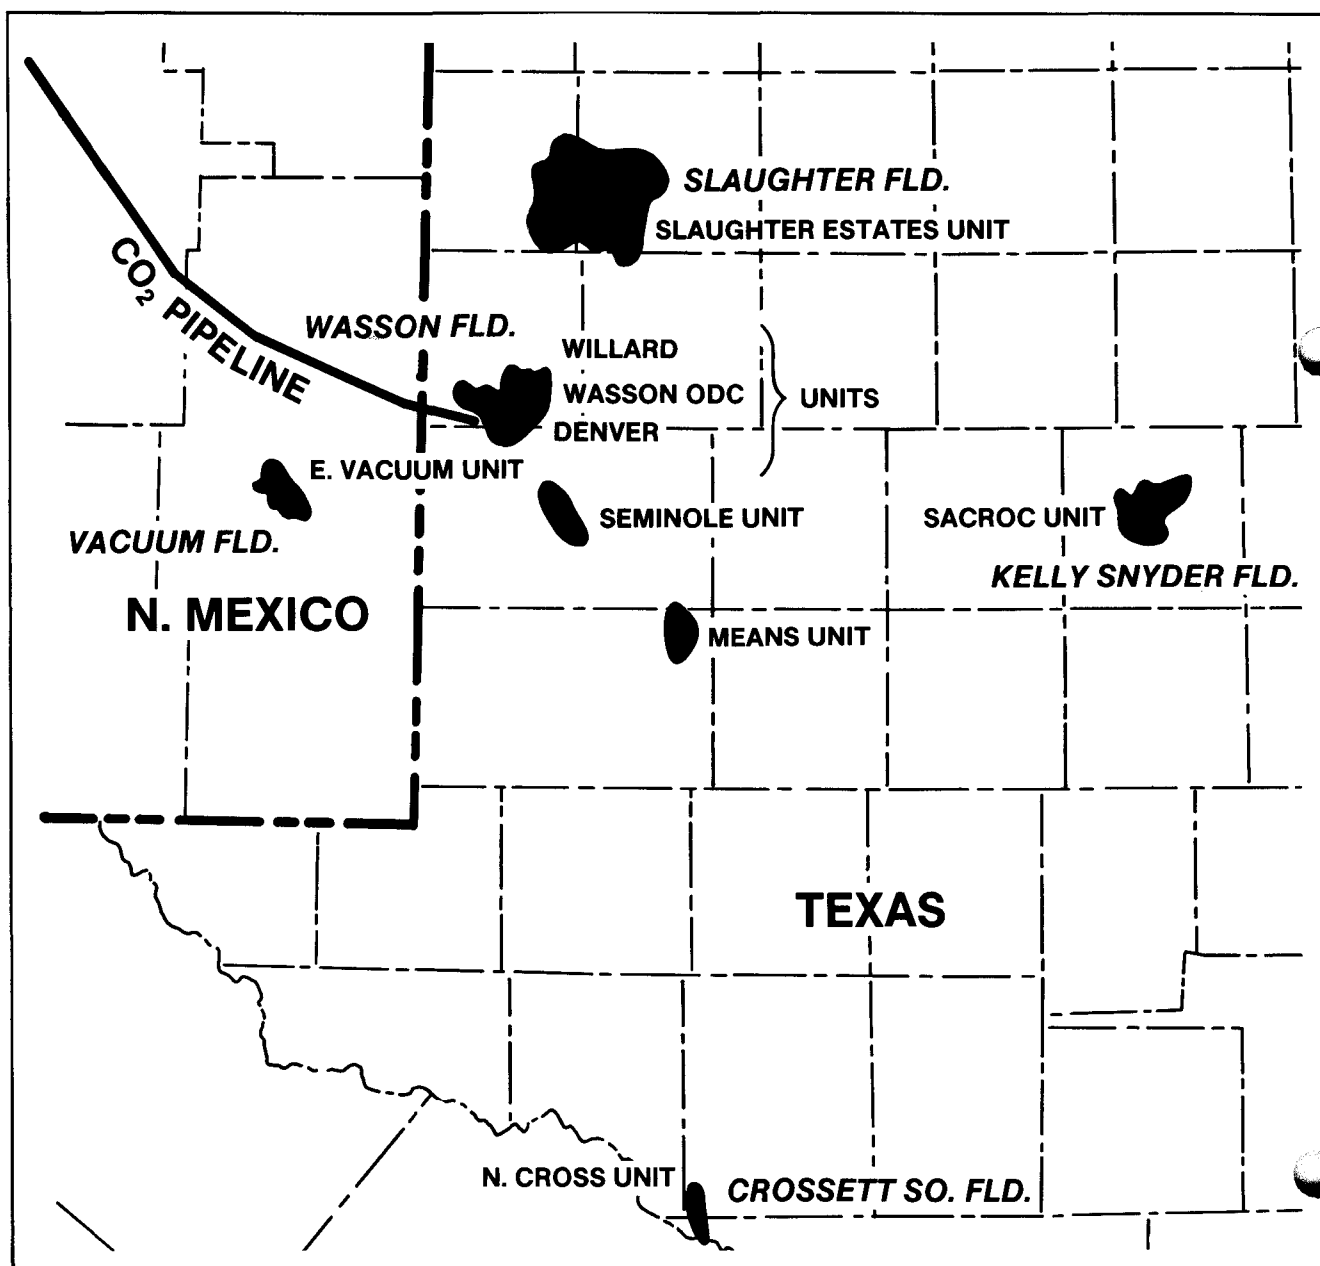 SLAUGHTER FLD.
SLAUGHTER ESTATES UNIT
CO₂ PIPELINE
WASSON FLD.
WILLARD
WASSON ODC
UNITS
DENVER
E. VACUUM UNIT
VACUUM FLD.
SEMINOLE UNIT
SACROC UNIT
KELLY SNYDER FLD.
N. MEXICO
MEANS UNIT
TEXAS
N. CROSS UNIT
CROSSETT SO. FLD.